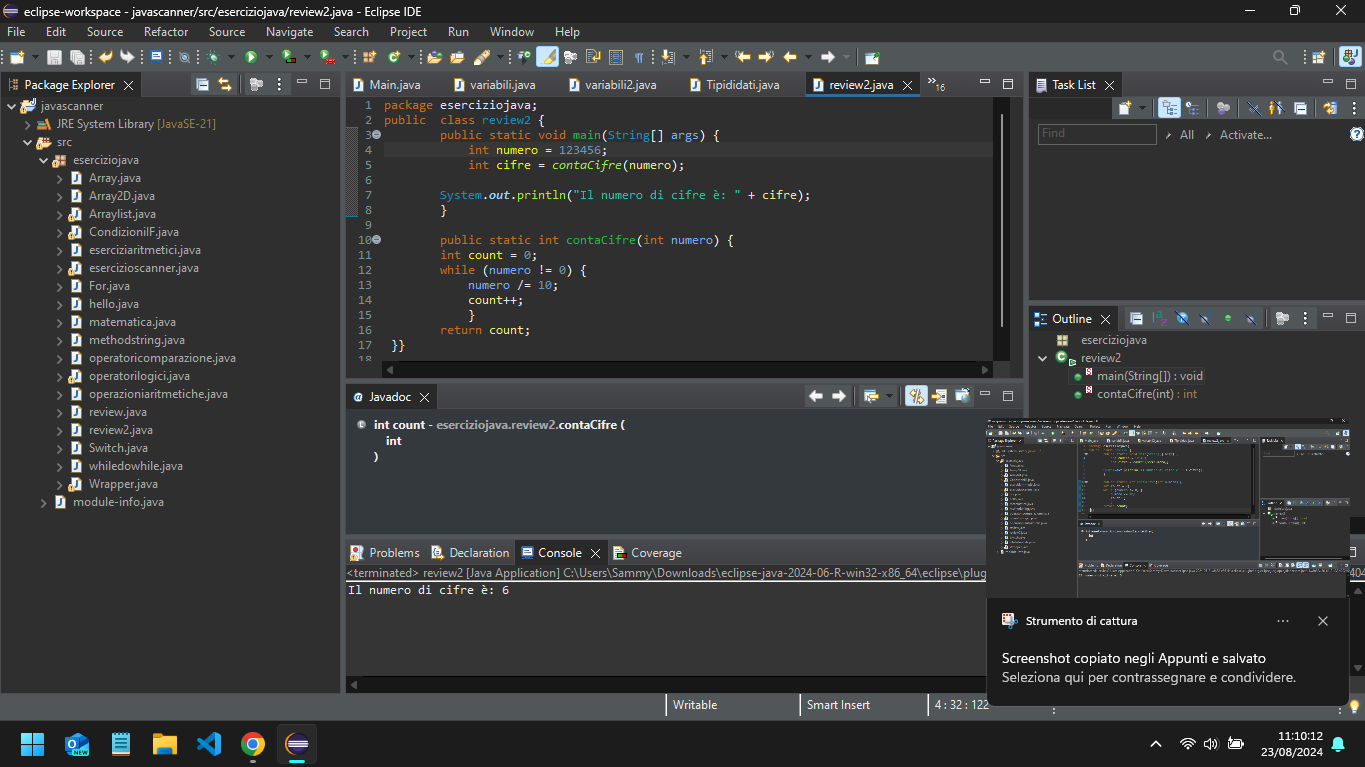 eclipse-workspace - javascanner/src/eserciziojava/review2.java - Eclipse IDE
File Edit Source Refactor Source Navigate Search Project Run Window Help
Package Explorer
javascanner
JRE System Library [JavaSE-21]
src
eserciziojava
Array.java
Array2D.java
Arraylist.java
CondizioniIF.java
eserciziaritmetici.java
esercizioscanner.java
For.java
hello.java
matematica.java
methodstring.java
operatoricomparazione.java
operatorilogici.java
operazioniaritmetiche.java
review.java
review2.java
Switch.java
whiledowhile.java
Wrapper.java
module-info.java
Main.java variabili.java variabili2.java Tipididati.java review2.java »16
1 package eserciziojava;
2 public class review2 {
3 public static void main(String[] args) {
4 int numero = 123456;
5 int cifre = contaCifre(numero);
6
7 System.out.println("Il numero di cifre è: " + cifre);
8 }
9
10 public static int contaCifre(int numero) {
11 int count = 0;
12 while (numero != 0) {
13 numero /= 10;
14 count++;
15 }
16 return count;
17 }}
18
Javadoc
int count - eserciziojava.review2.contaCifre (
int
)
Problems Declaration Console Coverage
<terminated> review2 [Java Application] C:\Users\Sammy\Downloads\eclipse-java-2024-06-R-win32-x86_64\eclipse\plug
Il numero di cifre è: 6
Task List
Find All Activate...
Outline
eserciziojava
review2
main(String[]) : void
contaCifre(int) : int
Strumento di cattura
Screenshot copiato negli Appunti e salvato
Seleziona qui per contrassegnare e condividere.
Writable Smart Insert 4 : 32 : 122
NEW
11:10:12
23/08/2024